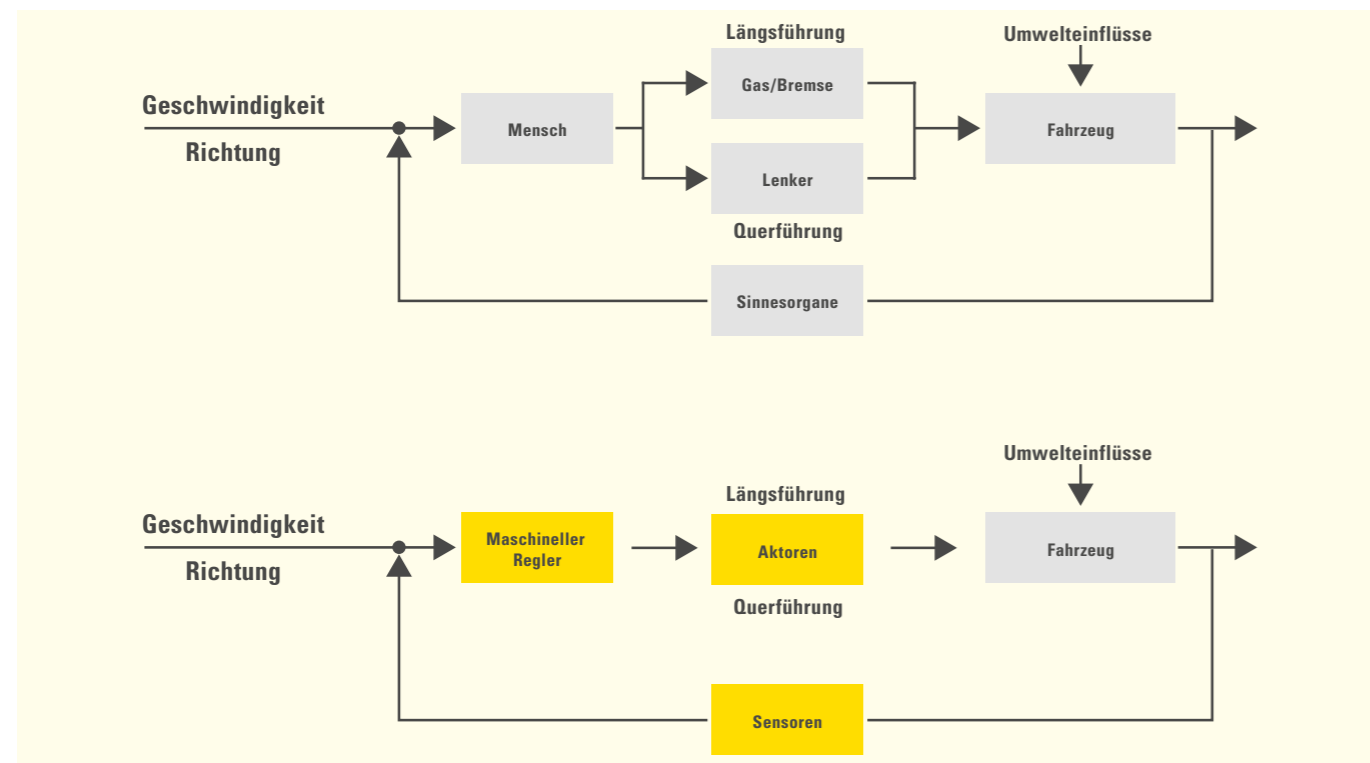 Längsführung
Umwelteinflüsse
Gas/Bremse
Geschwindigkeit
Mensch
Fahrzeug
Richtung
Lenker
Querführung
Sinnesorgane
Umwelteinflüsse
Längsführung
Geschwindigkeit
Maschineller
Regler
Aktoren
Fahrzeug
Richtung
Querführung
Sensoren